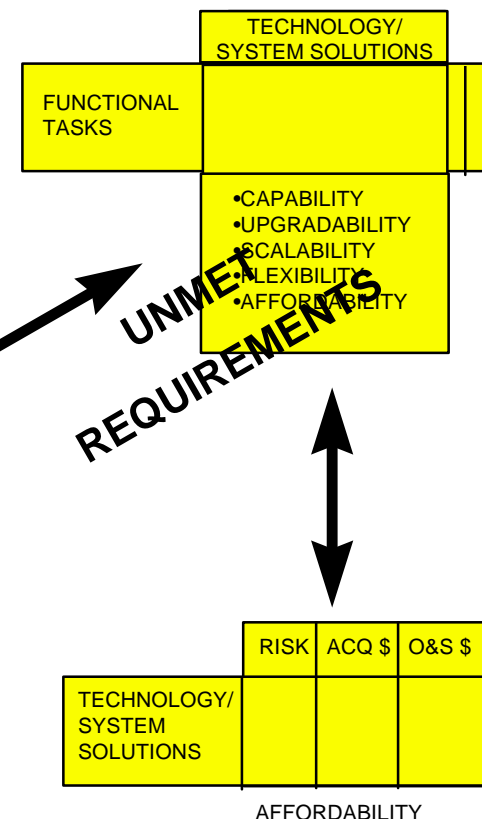 TECHNOLOGY/
SYSTEM SOLUTIONS
FUNCTIONAL
TASKS
•CAPABILITY
•UPGRADABILITY
•SCALABILITY
•FLEXIBILITY
•AFFORDABILITY
UNMET
REQUIREMENTS
RISK
ACQ $
O&S $
TECHNOLOGY/
SYSTEM
SOLUTIONS
AFFORDABILITY